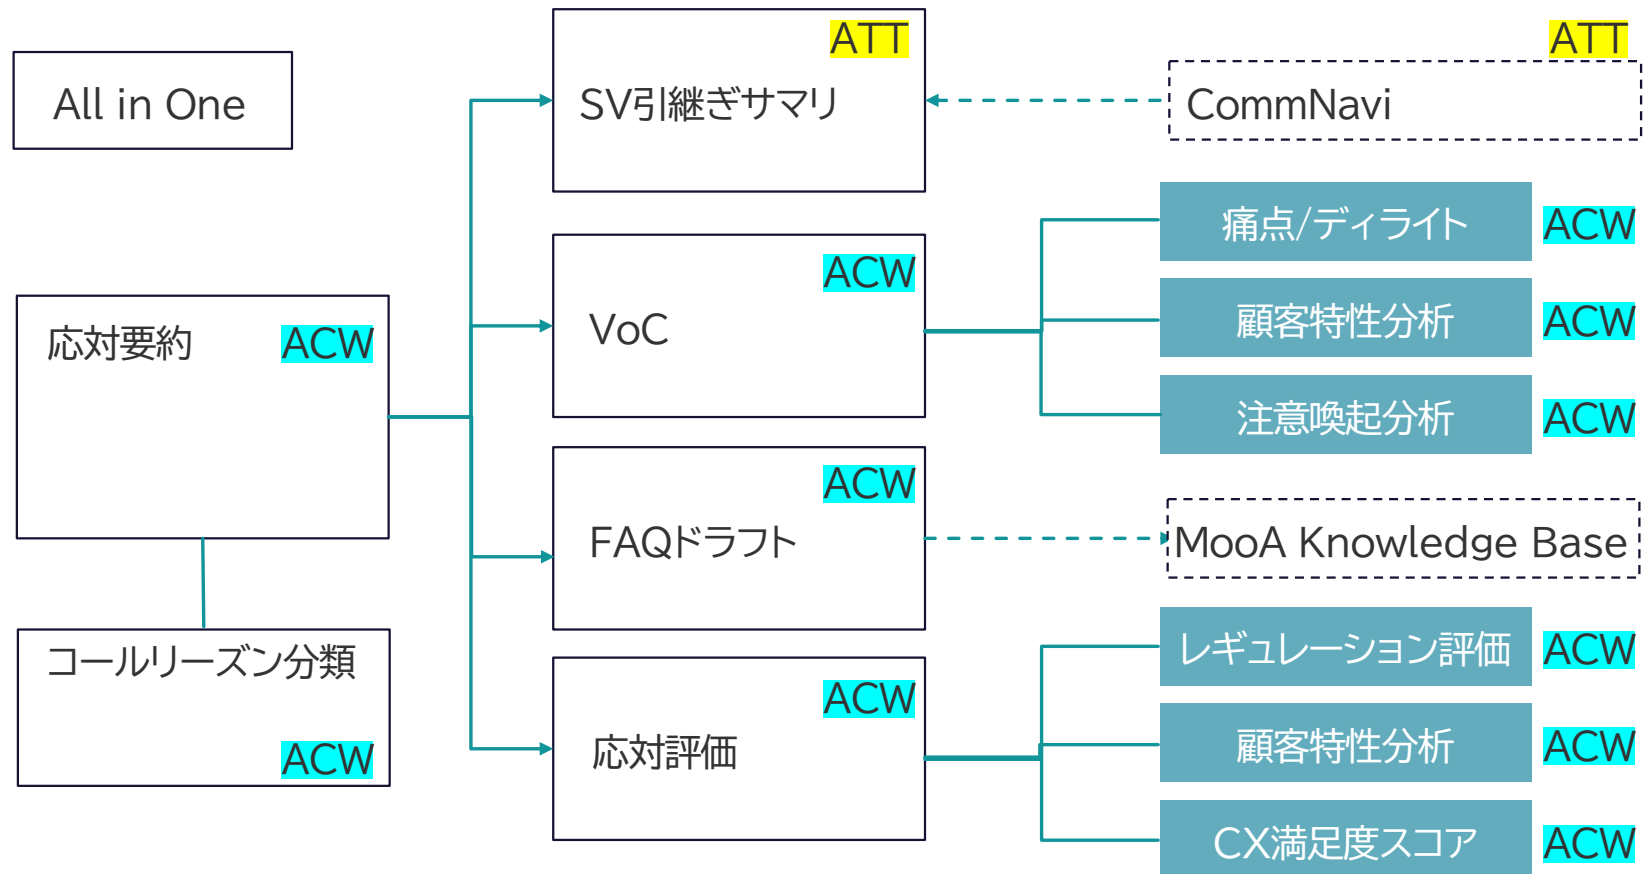 All in One
応対要約
ACW
コールリーズン分類
ACW
ATT
SV引継ぎサマリ
ACW
VoC
ACW
FAQドラフト
ACW
応対評価
ATT
CommNavi
痛点/ディライト
ACW
顧客特性分析
ACW
注意喚起分析
ACW
MooA Knowledge Base
レギュレーション評価
ACW
顧客特性分析
ACW
CX満足度スコア
ACW